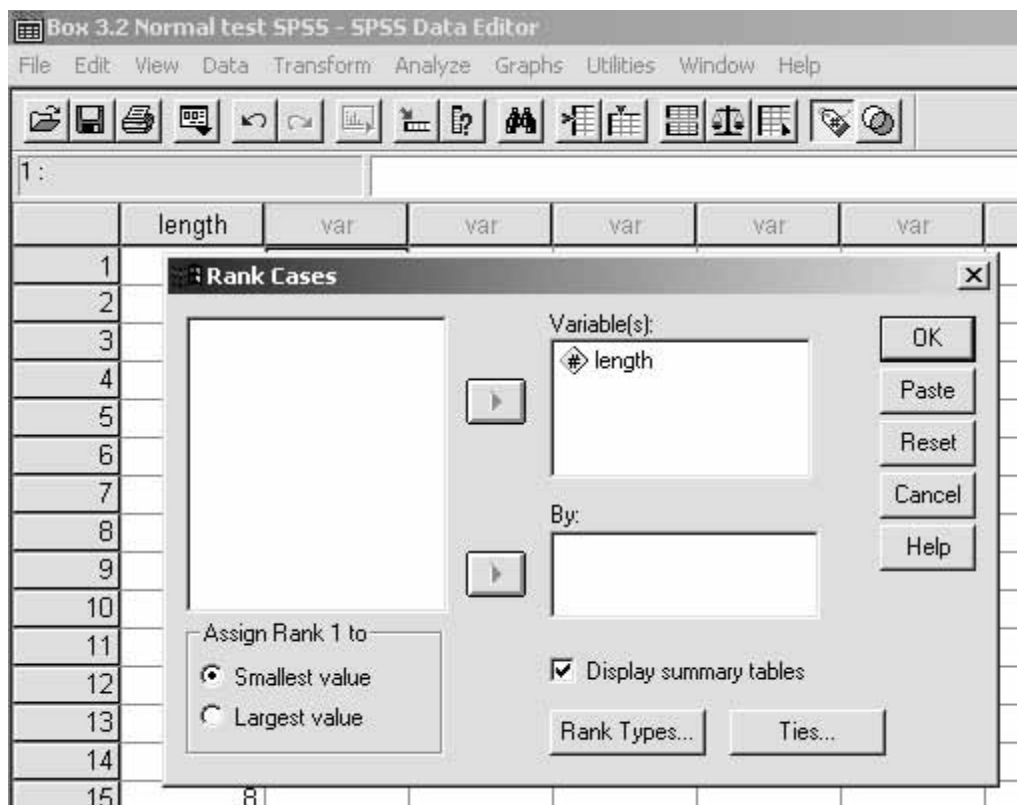 Box 3.2 Normal test SPSS - SPSS Data Editor
File Edit View Data Transform Analyze Graphs Utilities Window Help
1 :
length var var var var var
1
2
3
4
5
6
7
8
9
10
11
12
13
14
15 8
Rank Cases
Variable(s):
# length
By:
OK
Paste
Reset
Cancel
Help
Assign Rank 1 to
Smallest value
Largest value
Display summary tables
Rank Types...
Ties...